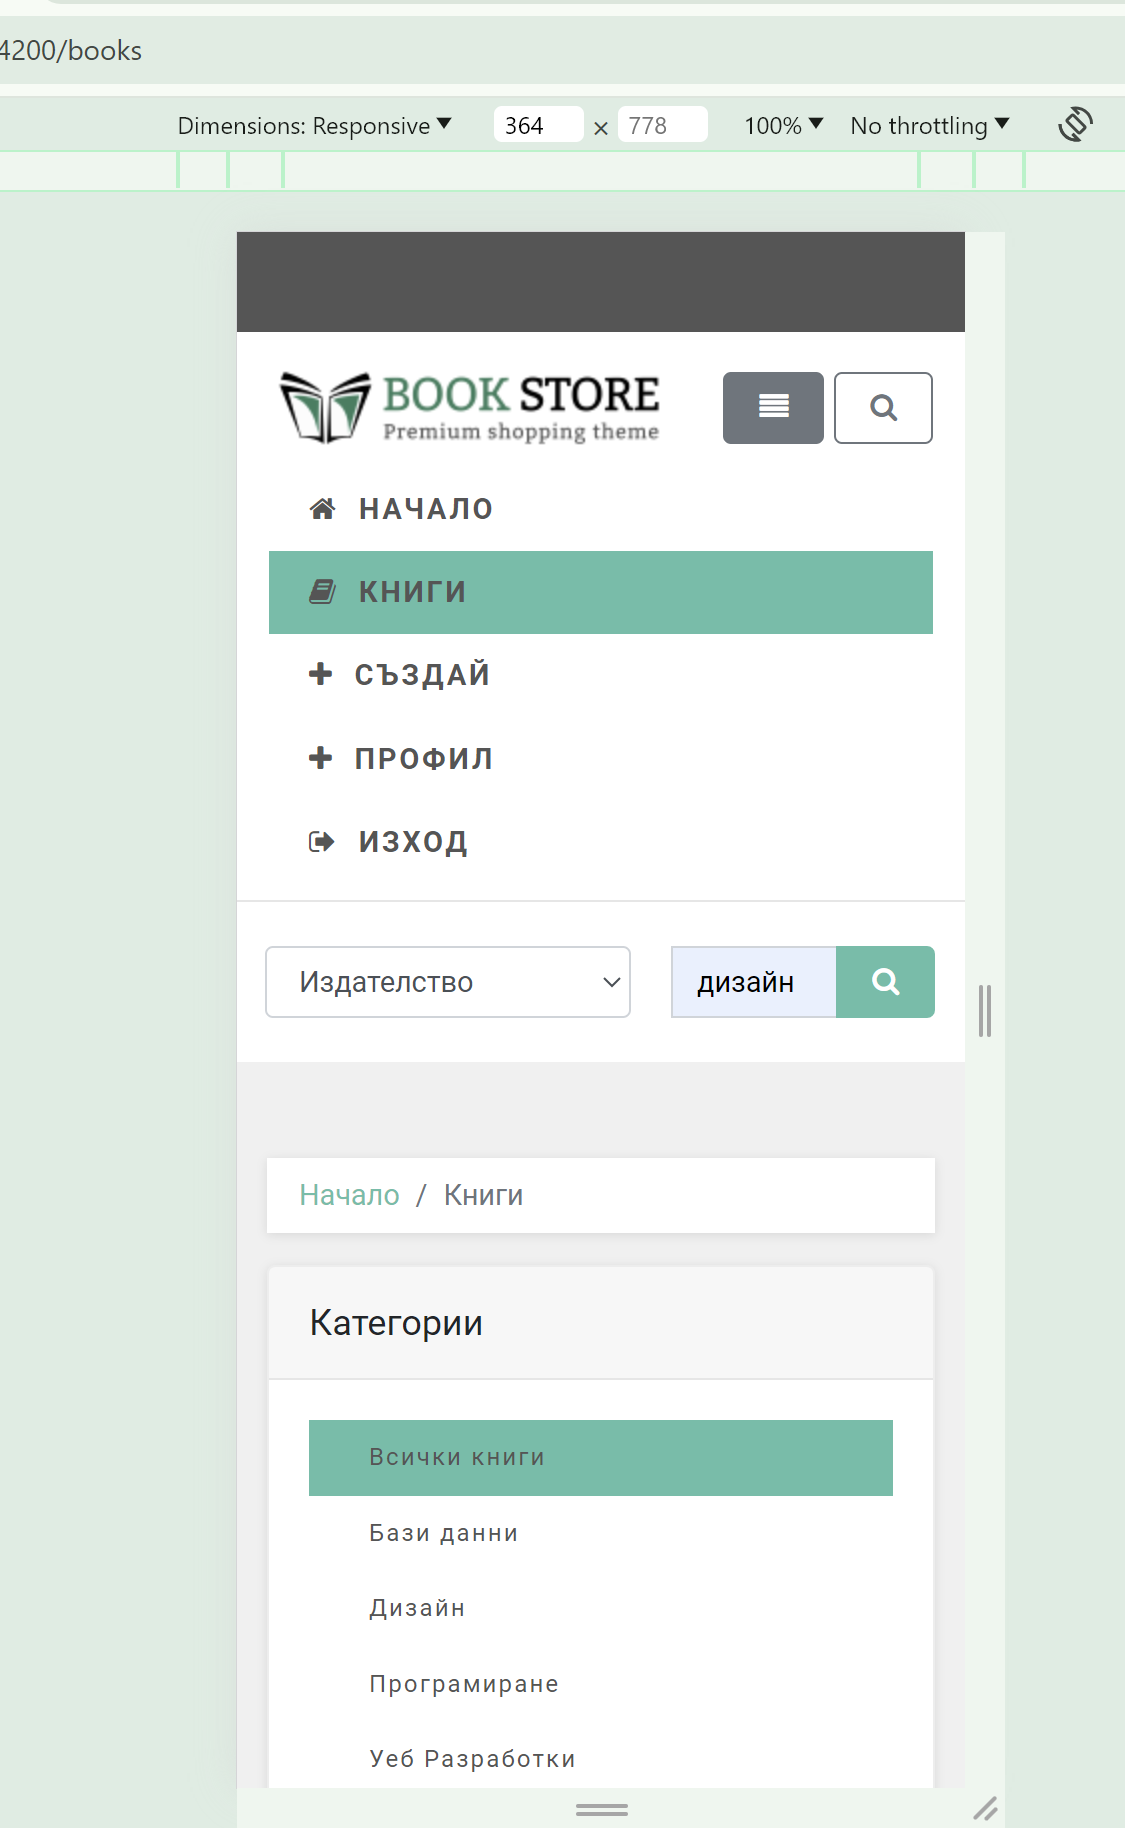 4200/books
Dimensions: Responsive 364 × 778 100% No throttling
BOOK STORE
Premium shopping theme
НАЧАЛО
КНИГИ
СЪЗДАЙ
ПРОФИЛ
ИЗХОД
Издателство дизайн
Начало / Книги
Категории
Всички книги
Бази данни
Дизайн
Програмиране
Уеб Разработки